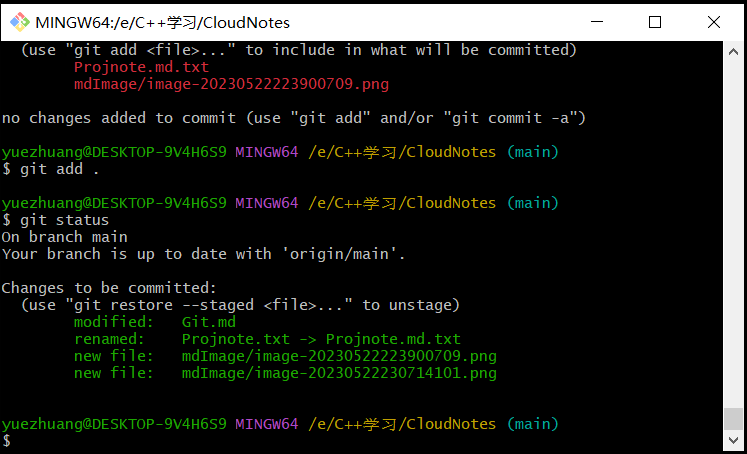 MINGW64:/e/C++学习/CloudNotes
(use "git add <file>..." to include in what will be committed)
Projnote.md.txt
mdImage/image-20230522223900709.png
no changes added to commit (use "git add" and/or "git commit -a")
yuezhuang@DESKTOP-9V4H6S9 MINGW64 /e/C++学习/CloudNotes (main)
$ git add .
yuezhuang@DESKTOP-9V4H6S9 MINGW64 /e/C++学习/CloudNotes (main)
$ git status
On branch main
Your branch is up to date with 'origin/main'.
Changes to be committed:
(use "git restore --staged <file>..." to unstage)
modified:   Git.md
renamed:    Projnote.txt -> Projnote.md.txt
new file:   mdImage/image-20230522223900709.png
new file:   mdImage/image-20230522230714101.png
yuezhuang@DESKTOP-9V4H6S9 MINGW64 /e/C++学习/CloudNotes (main)
$